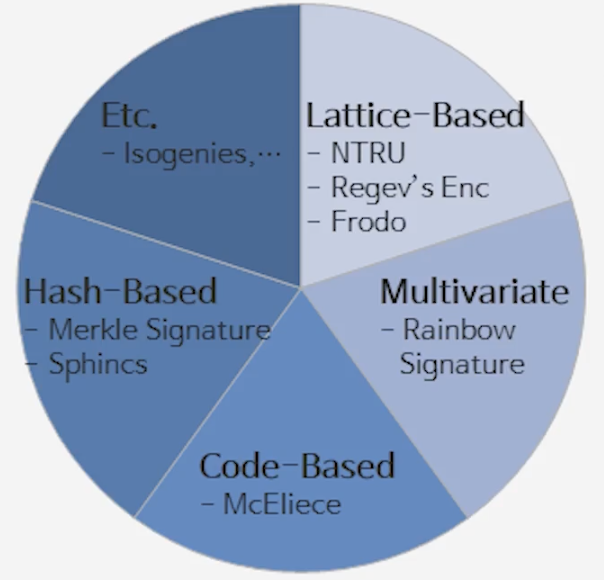 Etc.
- Isogenies,…
Lattice-Based
- NTRU
- Regev's Enc
- Frodo
Hash-Based
- Merkle Signature
- Sphincs
Multivariate
- Rainbow
Signature
Code-Based
- McEliece